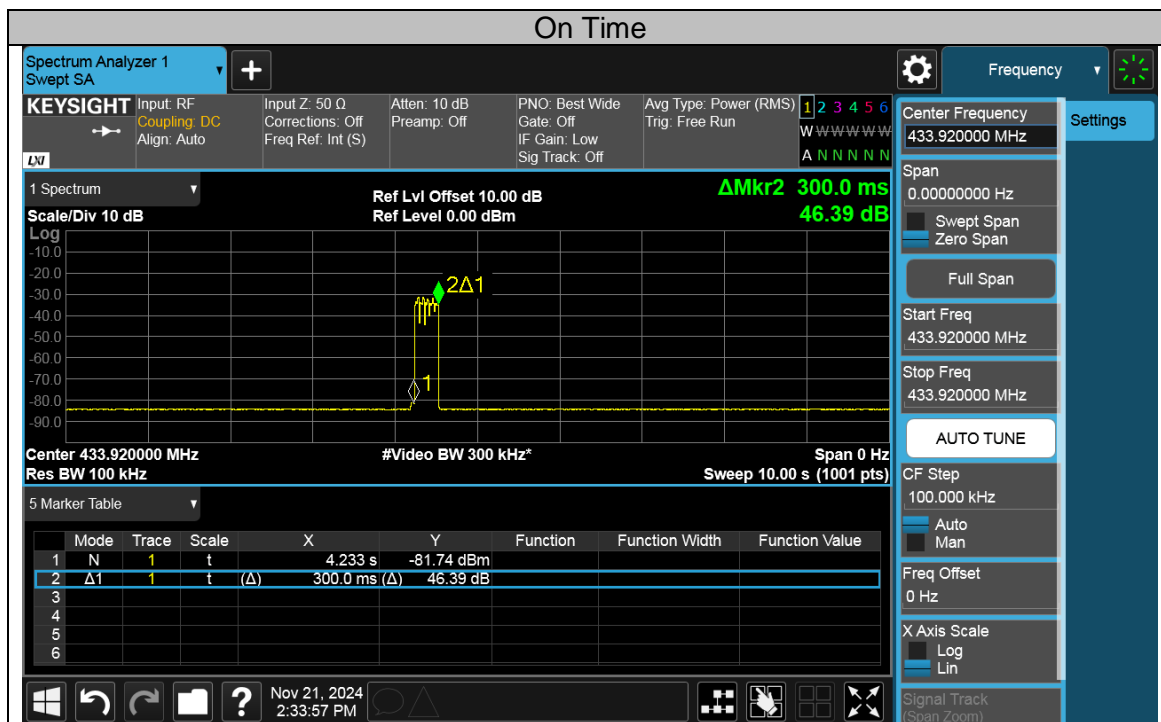 On Time
Spectrum Analyzer 1
Swept SA
Frequency
KEYSIGHT
Input: RF
Coupling: DC
Align: Auto
Input Z: 50 Ω
Corrections: Off
Freq Ref: Int (S)
Atten: 10 dB
Preamp: Off
PNO: Best Wide
Gate: Off
IF Gain: Low
Sig Track: Off
Avg Type: Power (RMS)
Trig: Free Run
1 2 3 4 5 6
W W W W W W
A N N N N N
LXI
Center Frequency
433.920000 MHz
Settings
Span
0.00000000 Hz
Swept Span
Zero Span
Full Span
Start Freq
433.920000 MHz
Stop Freq
433.920000 MHz
AUTO TUNE
CF Step
100.000 kHz
Auto
Man
Freq Offset
0 Hz
X Axis Scale
Log
Lin
Signal Track
(Span Zoom)
1 Spectrum
Scale/Div 10 dB
Ref Lvl Offset 10.00 dB
Ref Level 0.00 dBm
ΔMkr2 300.0 ms
46.39 dB
Log
-10.0
-20.0
-30.0
-40.0
-50.0
-60.0
-70.0
-80.0
-90.0
2Δ1
1
Center 433.920000 MHz
#Video BW 300 kHz*
Span 0 Hz
Res BW 100 kHz
Sweep 10.00 s (1001 pts)
5 Marker Table
Mode Trace Scale X Y Function Function Width Function Value
1 N 1 t 4.233 s -81.74 dBm
2 Δ1 1 t (Δ) 300.0 ms (Δ) 46.39 dB
3
4
5
6
?
Nov 21, 2024
2:33:57 PM